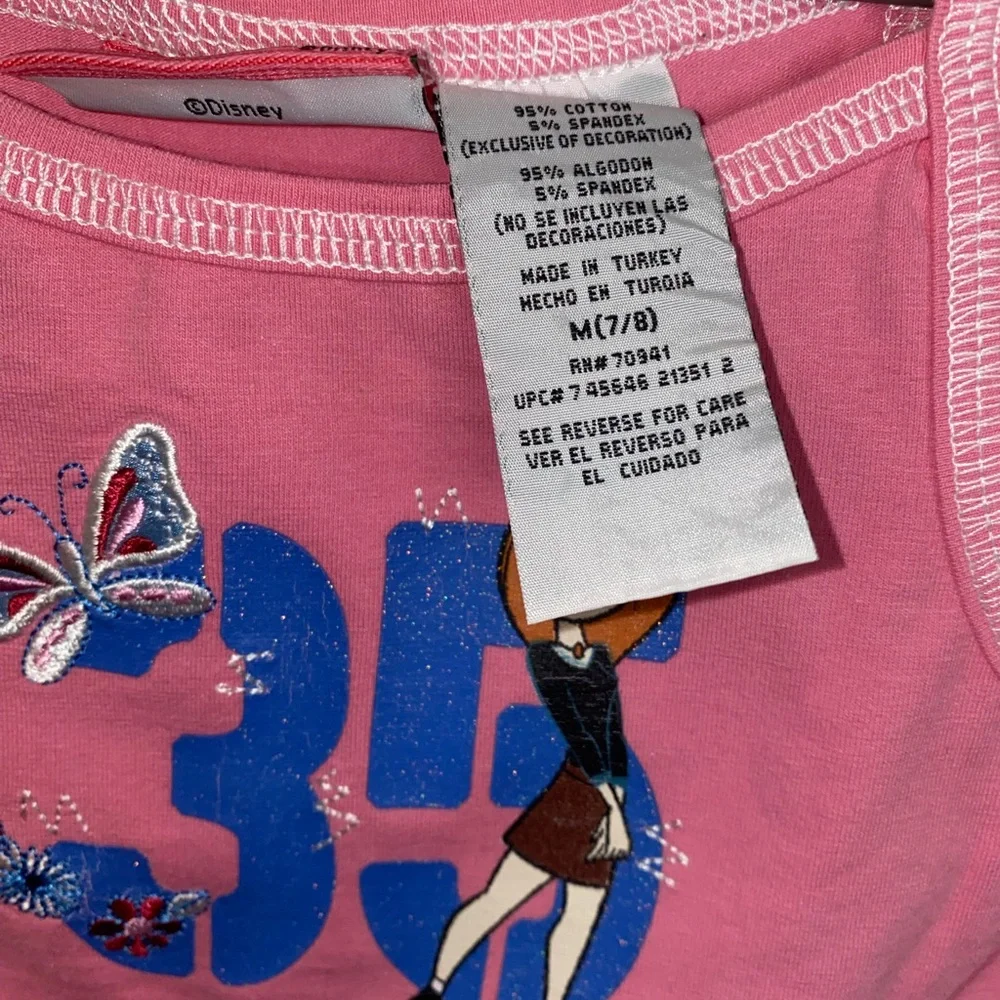 ©Disney
95% COTTON
5% SPANDEX
(EXCLUSIVE OF DECORATION)
95% ALGODON
5% SPANDEX
(NO SE INCLUYEN LAS
DECORACIONES)
MADE IN TURKEY
HECHO EN TURQIA
M(7/8)
RN# 70941
UPC# 7 45646 21351 2
SEE REVERSE FOR CARE
VER EL REVERSO PARA
EL CUIDADO
35